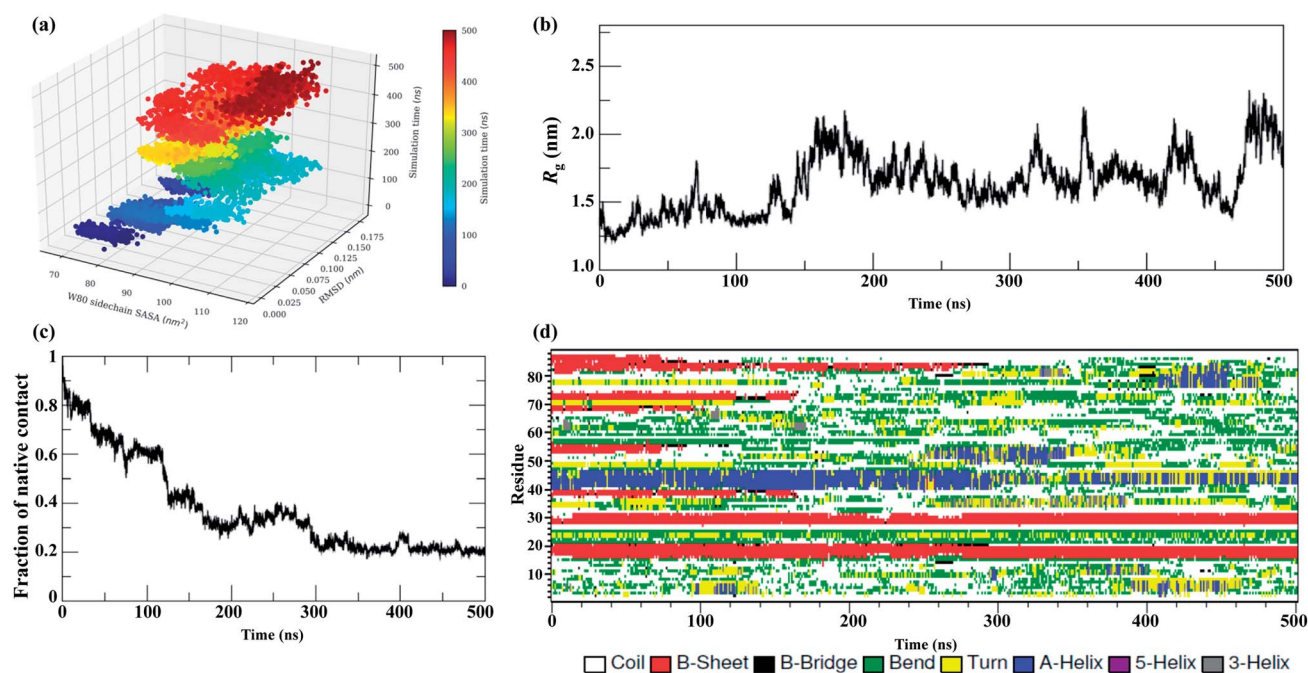 (a)
500
400
300
200
100
0
Simulation time (ns)
500
400
300
200
100
0
Simulation time (ns)
70
80
90
100
110
120
W80 sidechain SASA (nm²)
0.000
0.025
0.050
0.075
0.100
0.125
0.150
0.175
RMSD (nm)
(b)
2.5
2.0
1.5
1.0
Rg (nm)
0 100 200 300 400 500
Time (ns)
(c)
1
0.8
0.6
0.4
0.2
0
Fraction of native contact
0 100 200 300 400 500
Time (ns)
(d)
80
70
60
50
40
30
20
10
Residue
0 100 200 300 400 500
Time (ns)
Coil B-Sheet B-Bridge Bend Turn A-Helix 5-Helix 3-Helix